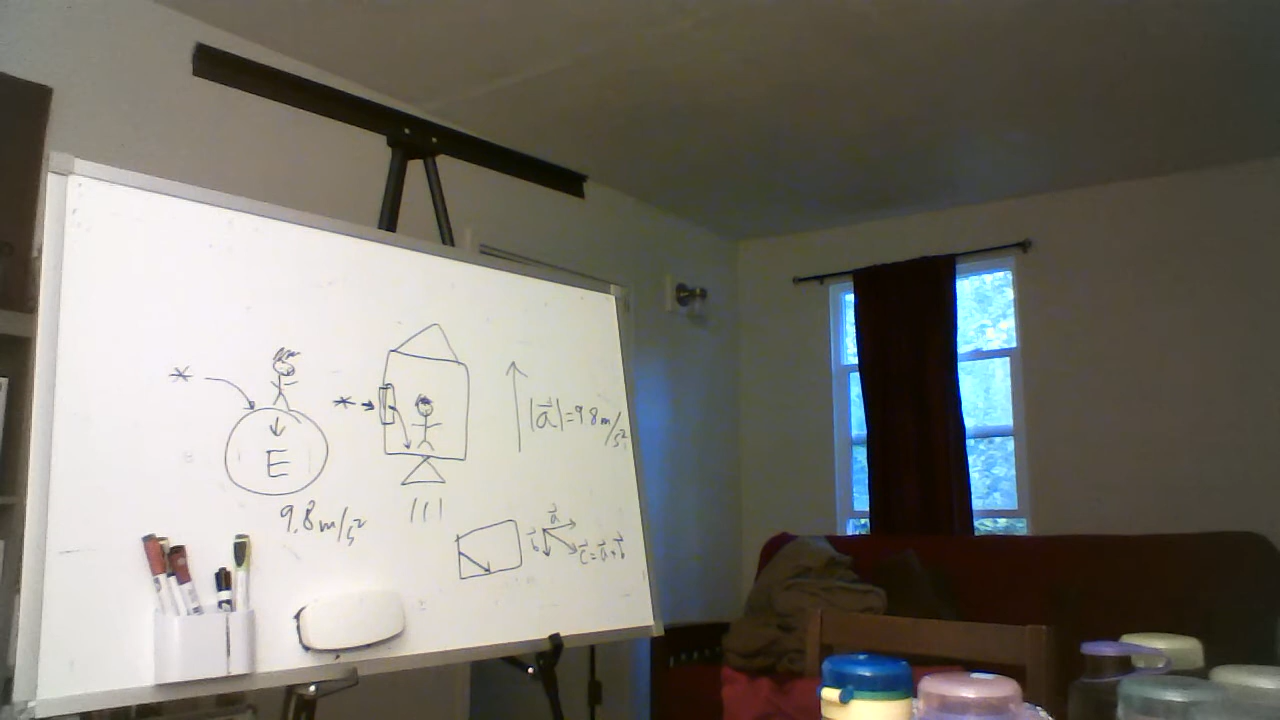 * *
E
9.8 m/s²
|a⃗| = 9.8 m/s²
a⃗
b⃗
c⃗ = a⃗ + b⃗